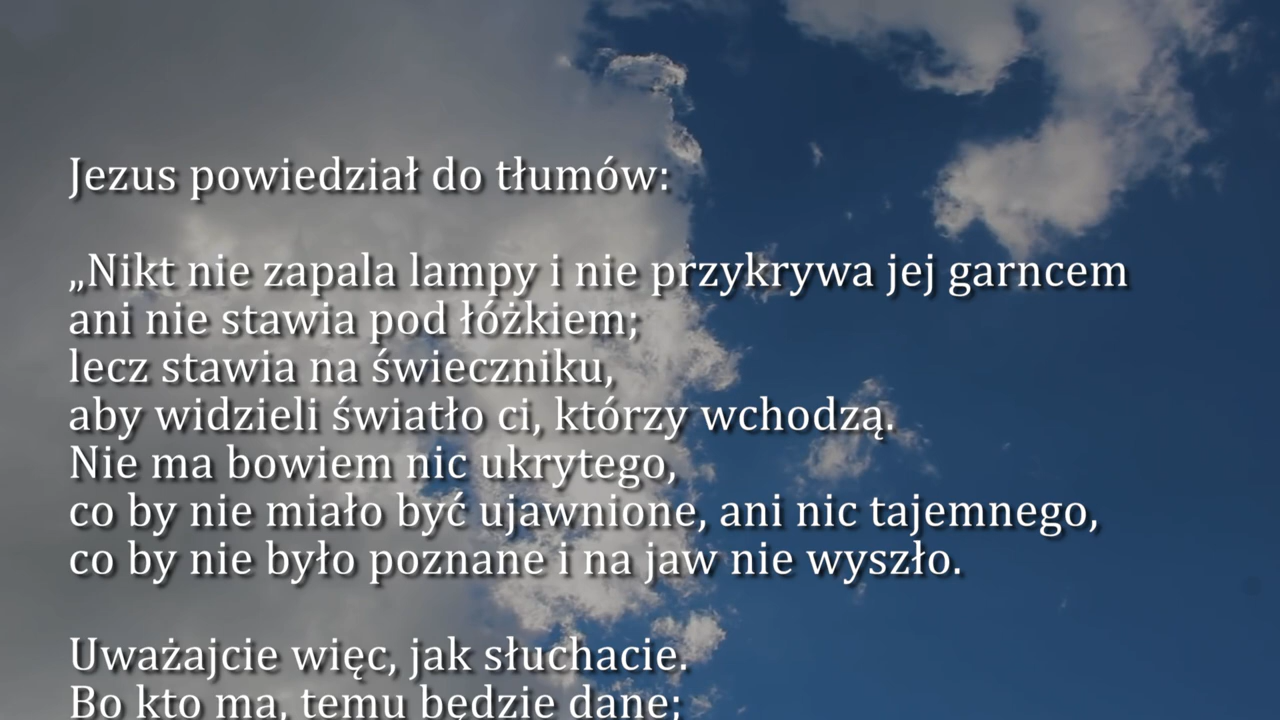 Jezus powiedział do tłumów:
„Nikt nie zapala lampy i nie przykrywa jej garncem
ani nie stawia pod łóżkiem;
lecz stawia na świeczniku,
aby widzieli światło ci, którzy wchodzą.
Nie ma bowiem nic ukrytego,
co by nie miało być ujawnione, ani nic tajemnego,
co by nie było poznane i na jaw nie wyszło.
Uważajcie więc, jak słuchacie.
Bo kto ma, temu będzie dane;